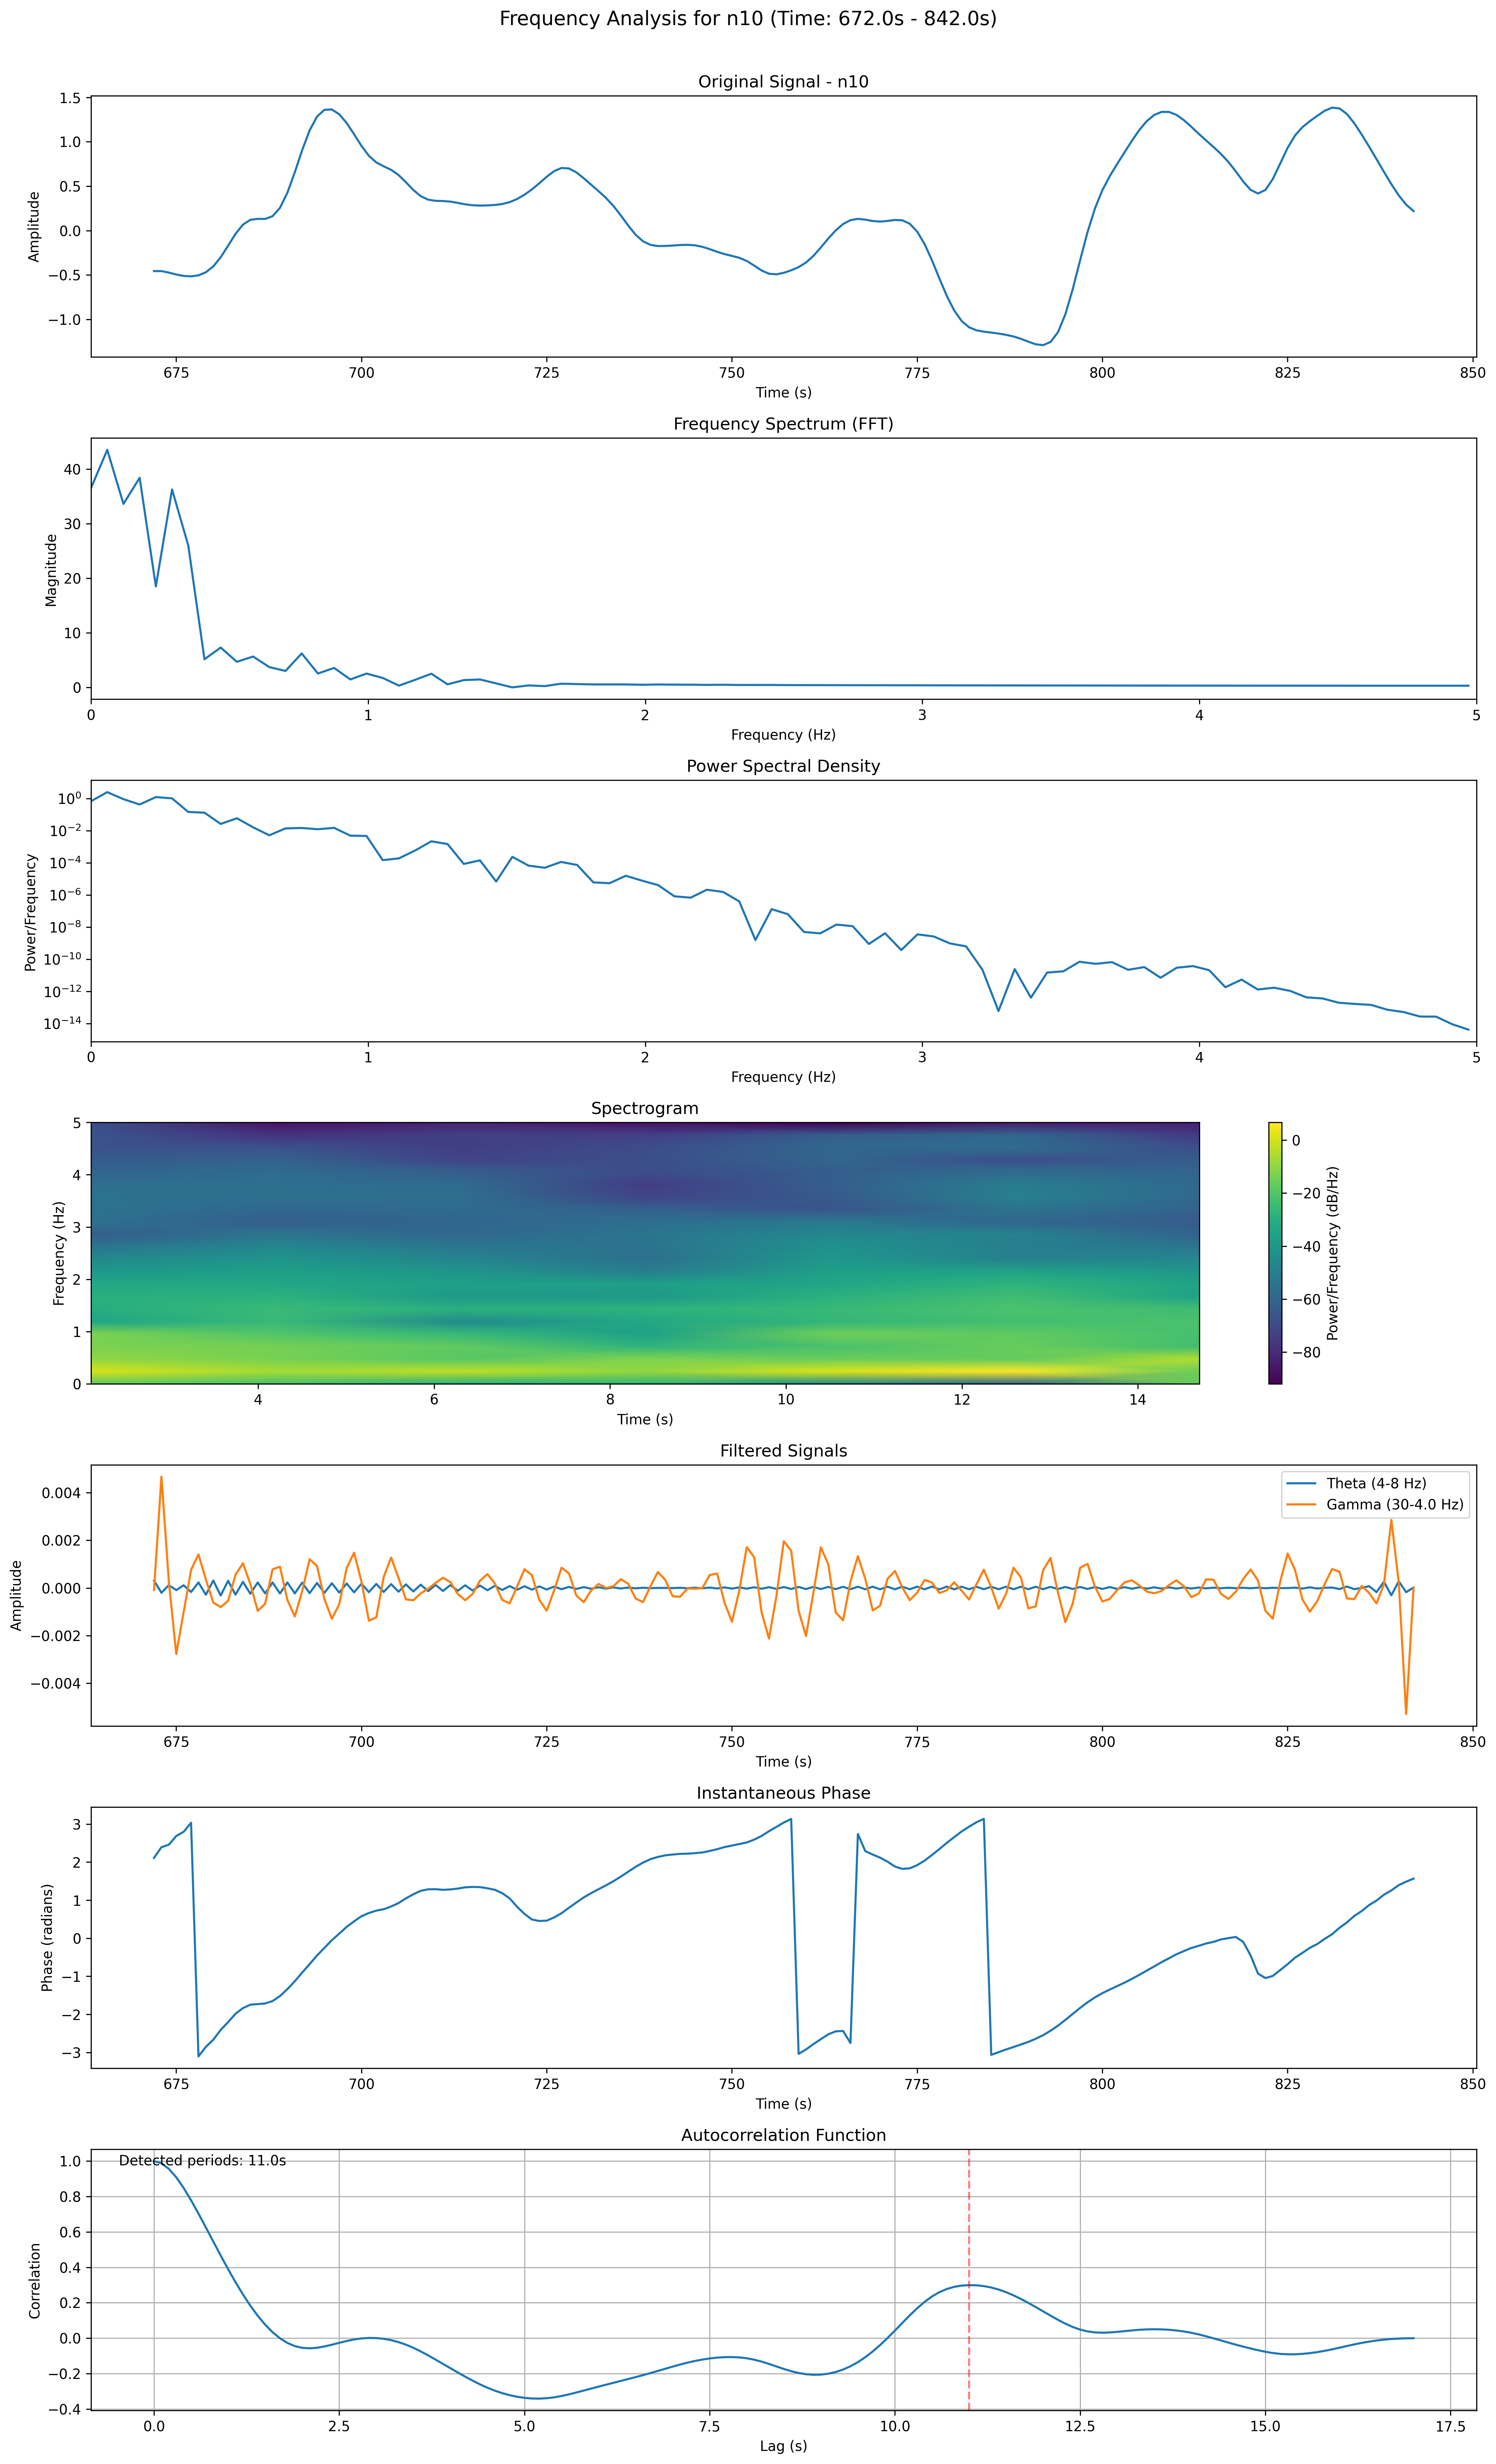 Frequency Analysis for n10 (Time: 672.0s - 842.0s)
Original Signal - n10
1.5
1.0
0.5
0.0
−0.5
−1.0
Amplitude
675 700 725 750 775 800 825 850
Time (s)
Frequency Spectrum (FFT)
40
30
20
10
0
Magnitude
0 1 2 3 4 5
Frequency (Hz)
Power Spectral Density
10⁰
10⁻²
10⁻⁴
10⁻⁶
10⁻⁸
10⁻¹⁰
10⁻¹²
10⁻¹⁴
Power/Frequency
0 1 2 3 4 5
Frequency (Hz)
Spectrogram
5
4
3
2
1
0
Frequency (Hz)
4 6 8 10 12 14
Time (s)
0
−20
−40
−60
−80
Power/Frequency (dB/Hz)
Filtered Signals
Theta (4-8 Hz)
Gamma (30-4.0 Hz)
0.004
0.002
0.000
−0.002
−0.004
Amplitude
675 700 725 750 775 800 825 850
Time (s)
Instantaneous Phase
3
2
1
0
−1
−2
−3
Phase (radians)
675 700 725 750 775 800 825 850
Time (s)
Autocorrelation Function
Detected periods: 11.0s
1.0
0.8
0.6
0.4
0.2
0.0
−0.2
−0.4
Correlation
0.0 2.5 5.0 7.5 10.0 12.5 15.0 17.5
Lag (s)